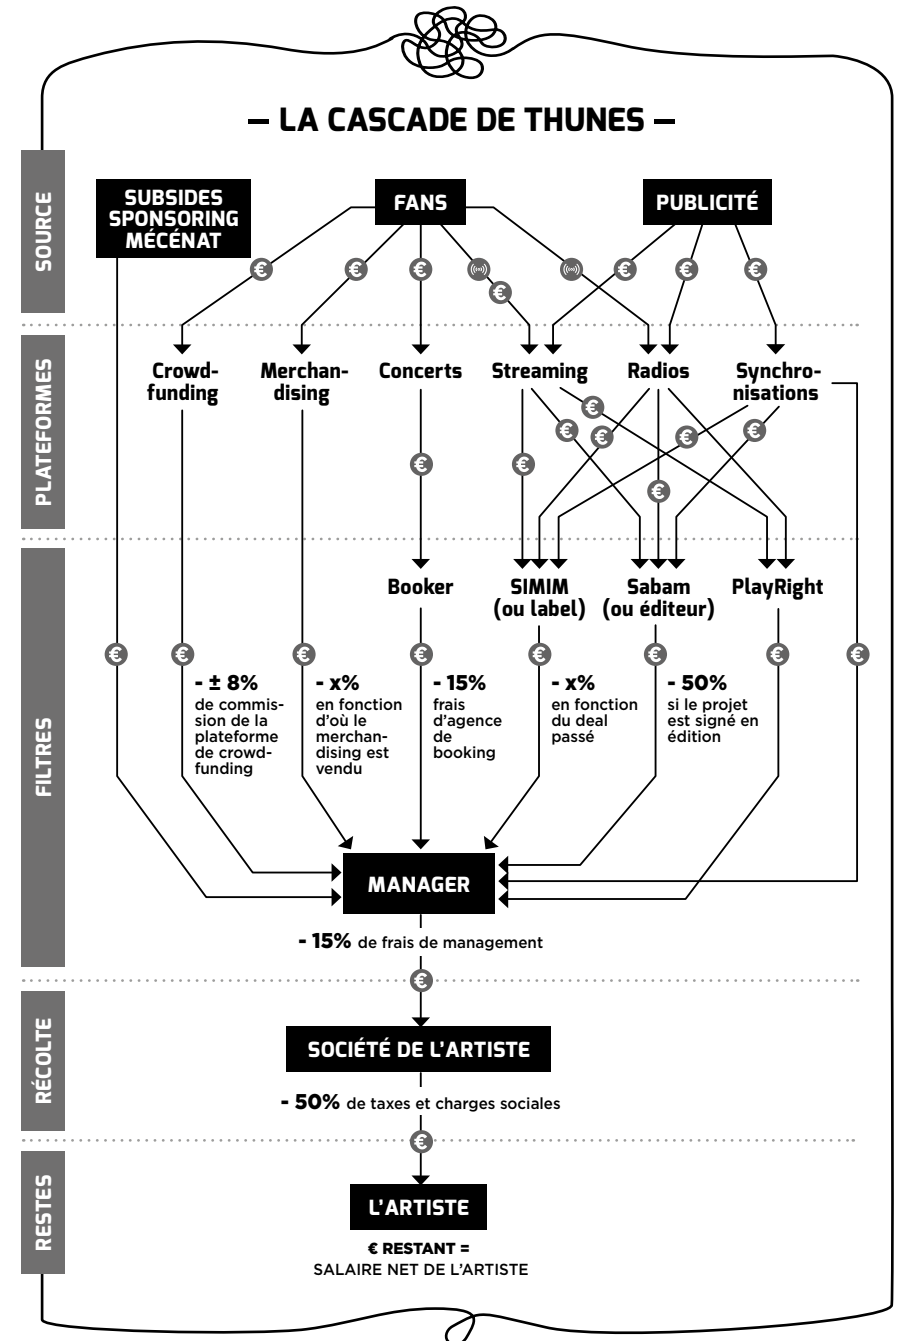 — LA CASCADE DE THUNES —
SOURCE
SUBSIDES
SPONSORING
MÉCÉNAT
FANS
PUBLICITÉ
€ € € € € € €
€
PLATEFORMES
Crowd-
funding
Merchan-
dising
Concerts
Streaming
Radios
Synchro-
nisations
€
€ € € €
€ €
€
FILTRES
Booker
SIMIM
(ou label)
Sabam
(ou éditeur)
PlayRight
€ € € € € € € €
- ± 8%
de commis-
sion de la
plateforme
de crowd-
funding
- x%
en fonction
d’où le
merchan-
dising est
vendu
- 15%
frais
d’agence
de
booking
- x%
en fonction
du deal
passé
- 50%
si le projet
est signé en
édition
MANAGER
- 15% de frais de management
€
RÉCOLTE
SOCIÉTÉ DE L’ARTISTE
- 50% de taxes et charges sociales
€
RESTES
L’ARTISTE
€ RESTANT =
SALAIRE NET DE L’ARTISTE